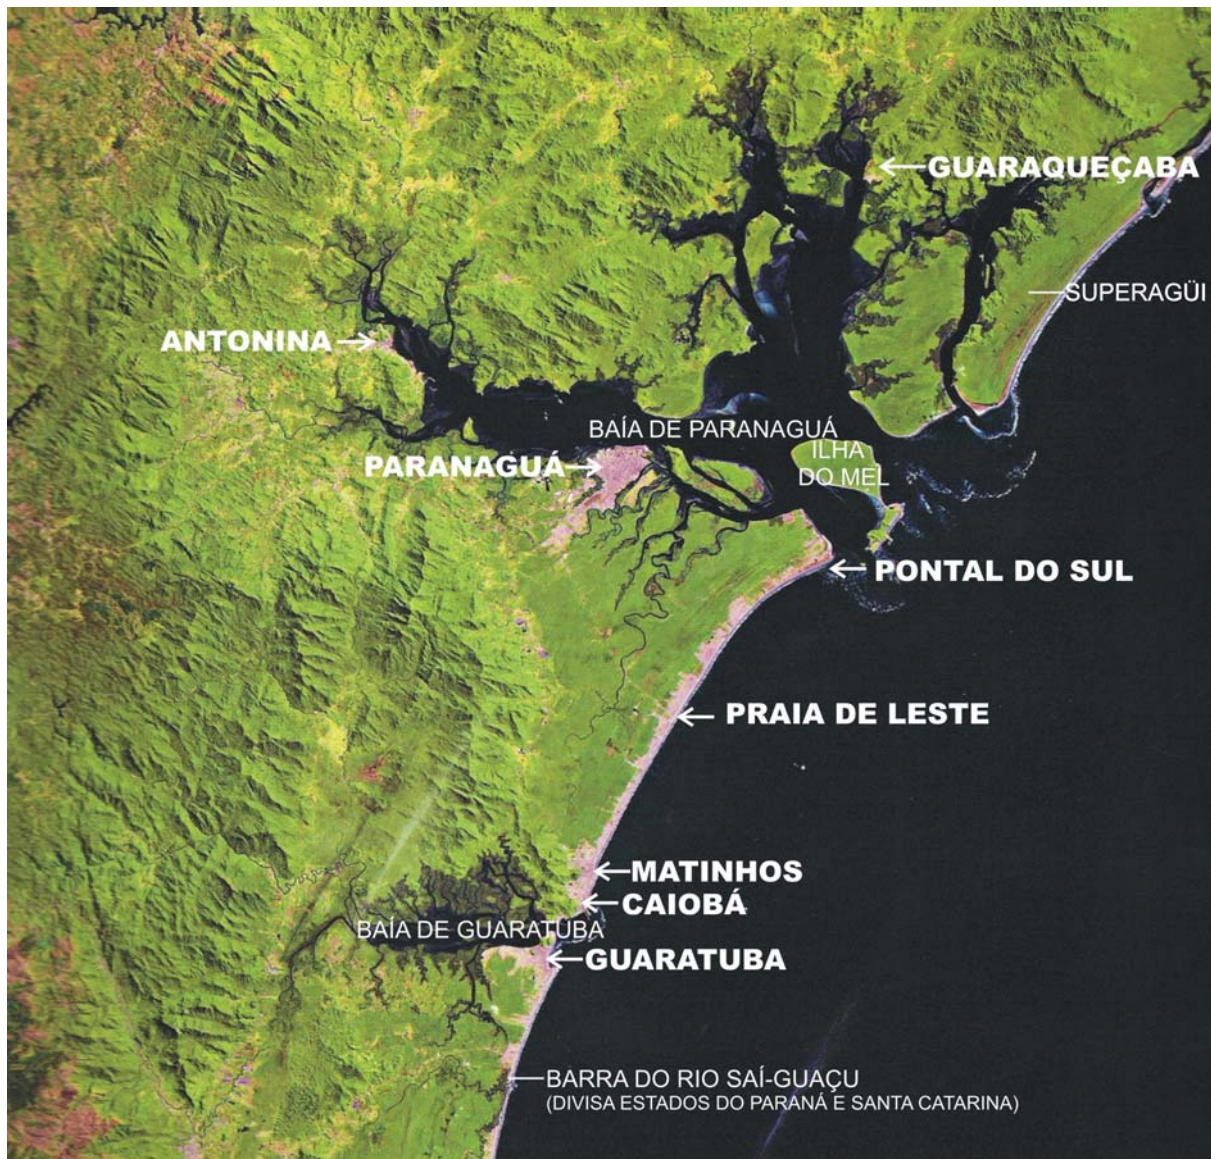 GUARAQUEÇABA
SUPERAGÜI
ANTONINA
BAÍA DE PARANAGUÁ
ILHA
DO MEL
PARANAGUÁ
PONTAL DO SUL
PRAIA DE LESTE
MATINHOS
CAIOBÁ
BAÍA DE GUARATUBA
GUARATUBA
BARRA DO RIO SAÍ-GUAÇU
(DIVISA ESTADOS DO PARANÁ E SANTA CATARINA)